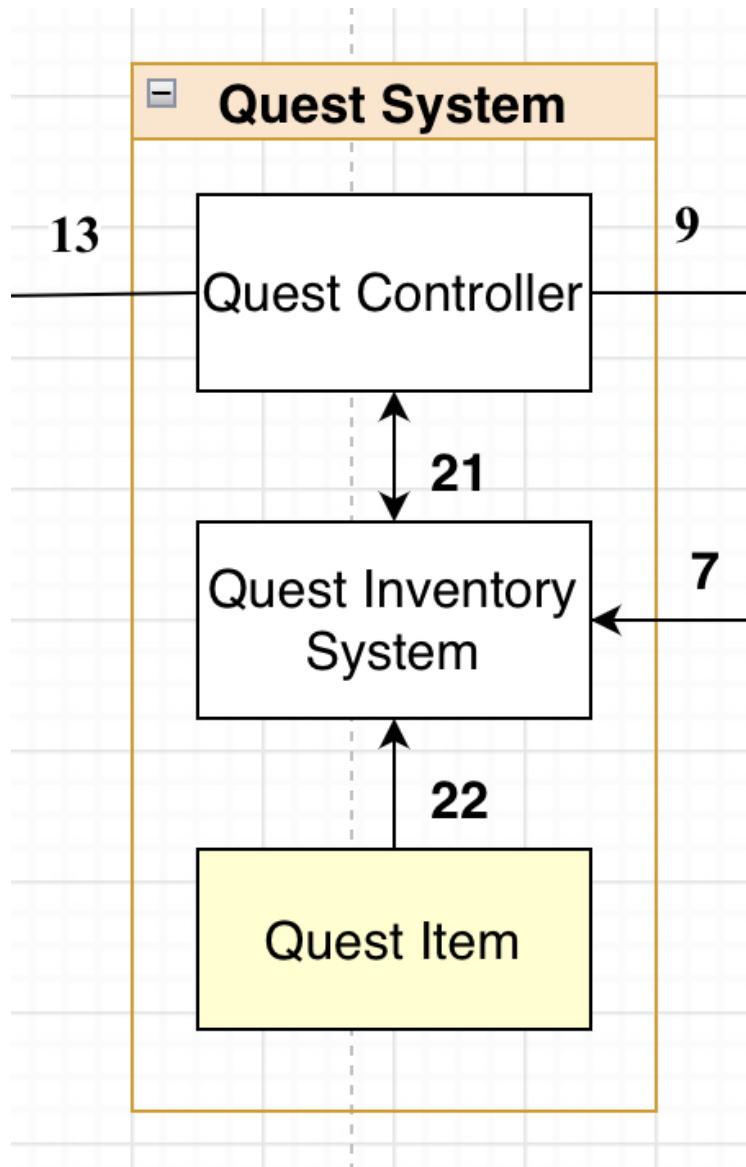 Quest System
13
9
Quest Controller
21
Quest Inventory
System
7
22
Quest Item